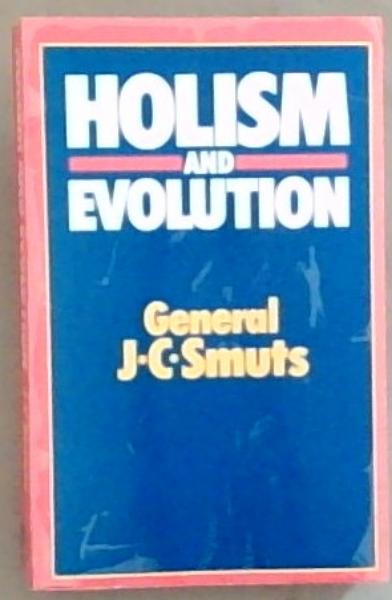 HOLISM
AND
EVOLUTION
General
J·C·Smuts